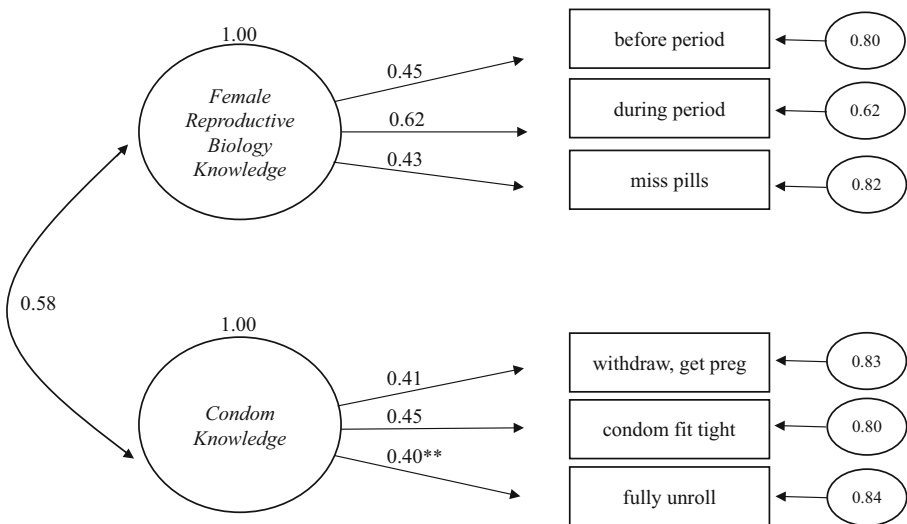 1.00
Female
Reproductive
Biology
Knowledge
0.45
0.62
0.43
before period
during period
miss pills
0.80
0.62
0.82
0.58
1.00
Condom
Knowledge
0.41
0.45
0.40**
withdraw, get preg
condom fit tight
fully unroll
0.83
0.80
0.84